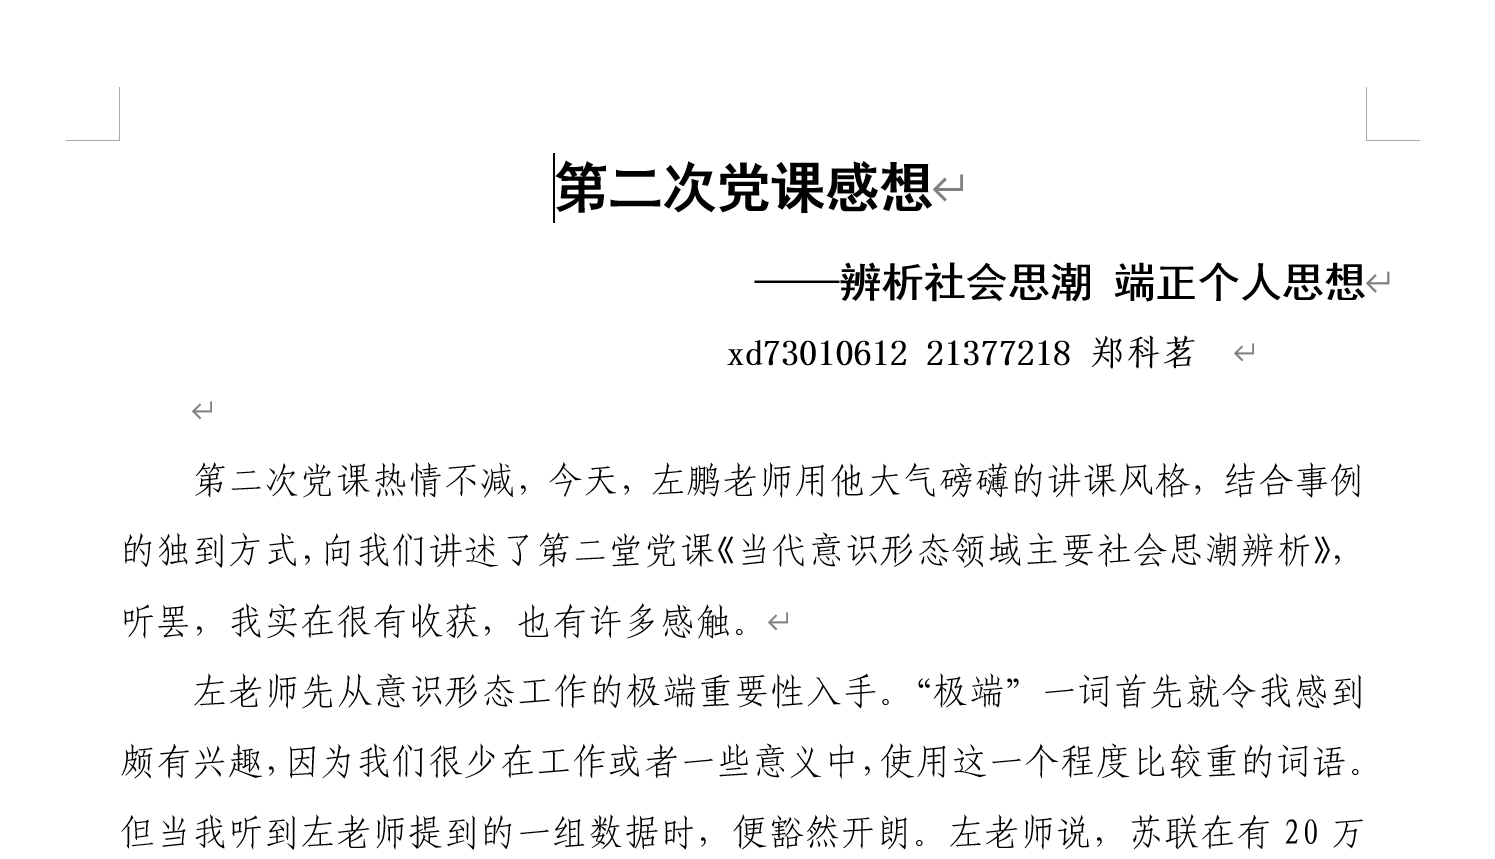 第二次党课感想
——辨析社会思潮 端正个人思想
xd73010612 21377218 郑科茗
第二次党课热情不减，今天，左鹏老师用他大气磅礴的讲课风格，结合事例
的独到方式，向我们讲述了第二堂党课《当代意识形态领域主要社会思潮辨析》，
听罢，我实在很有收获，也有许多感触。
左老师先从意识形态工作的极端重要性入手。“极端”一词首先就令我感到
颇有兴趣，因为我们很少在工作或者一些意义中，使用这一个程度比较重的词语。
但当我听到左老师提到的一组数据时，便豁然开朗。左老师说，苏联在有 20 万